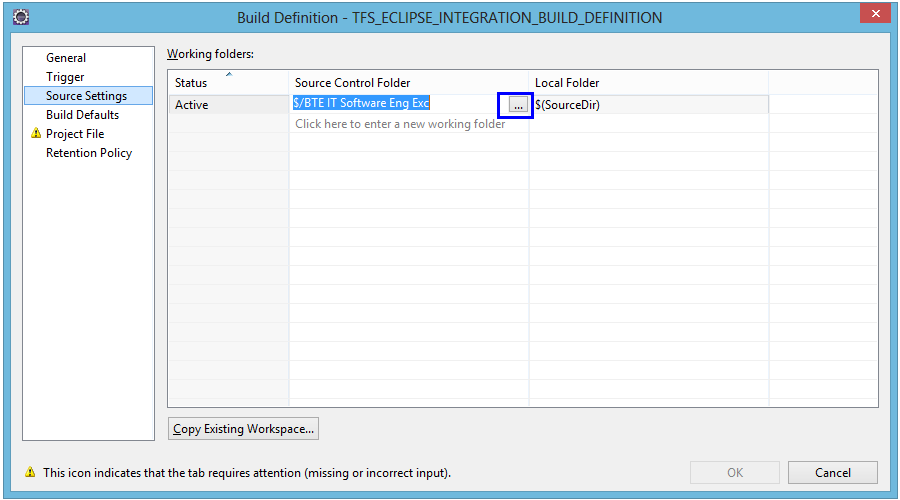 Build Definition - TFS_ECLIPSE_INTEGRATION_BUILD_DEFINITION
General
Trigger
Source Settings
Build Defaults
Project File
Retention Policy
Working folders:
Status Source Control Folder Local Folder
Active $/BTE IT Software Eng Exc ... $(SourceDir)
Click here to enter a new working folder
Copy Existing Workspace...
This icon indicates that the tab requires attention (missing or incorrect input).
OK Cancel